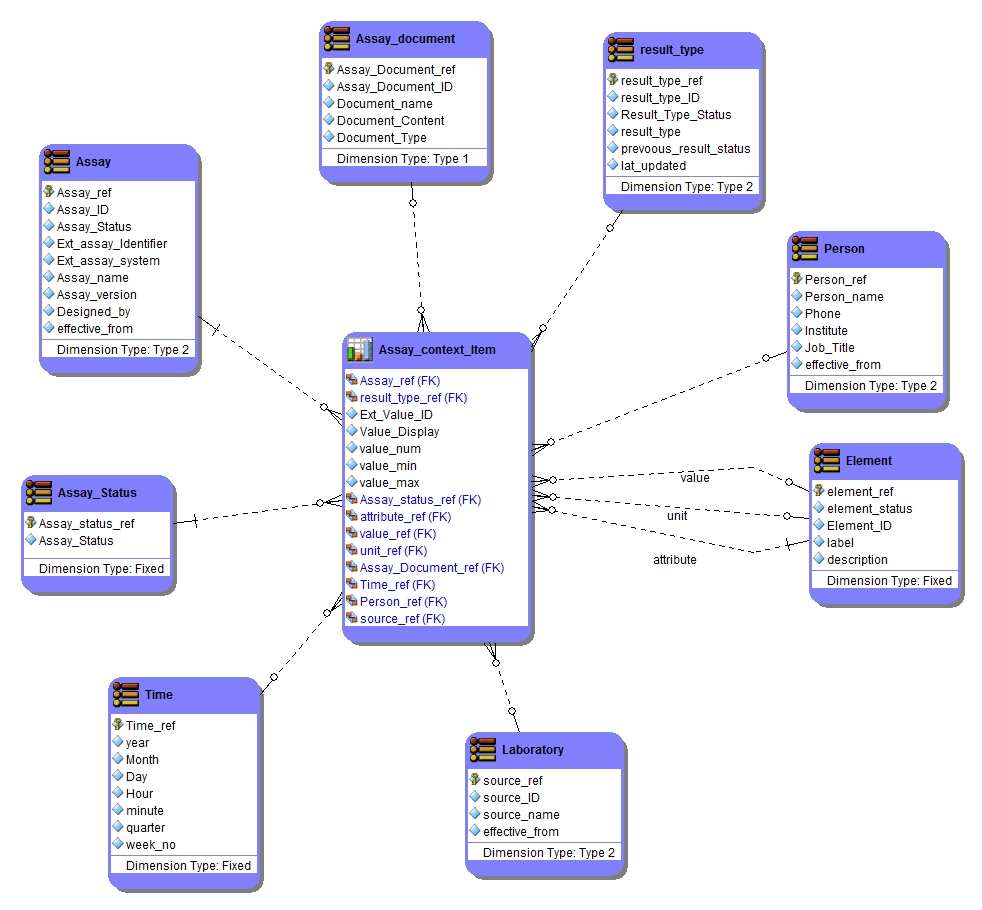 Assay_document
Assay_Document_ref
Assay_Document_ID
Document_name
Document_Content
Document_Type
Dimension Type: Type 1
result_type
result_type_ref
result_type_ID
Result_Type_Status
result_type
prevoous_result_status
lat_updated
Dimension Type: Type 2
Assay
Assay_ref
Assay_ID
Assay_Status
Ext_assay_Identifier
Ext_assay_system
Assay_name
Assay_version
Designed_by
effective_from
Dimension Type: Type 2
Person
Person_ref
Person_name
Phone
Institute
Job_Title
effective_from
Dimension Type: Type 2
Assay_context_Item
Assay_ref (FK)
result_type_ref (FK)
Ext_Value_ID
Value_Display
value_num
value_min
value_max
Assay_status_ref (FK)
attribute_ref (FK)
value_ref (FK)
unit_ref (FK)
Assay_Document_ref (FK)
Time_ref (FK)
Person_ref (FK)
source_ref (FK)
value
unit
attribute
Element
element_ref
element_status
Element_ID
label
description
Dimension Type: Fixed
Assay_Status
Assay_status_ref
Assay_Status
Dimension Type: Fixed
Time
Time_ref
year
Month
Day
Hour
minute
quarter
week_no
Dimension Type: Fixed
Laboratory
source_ref
source_ID
source_name
effective_from
Dimension Type: Type 2